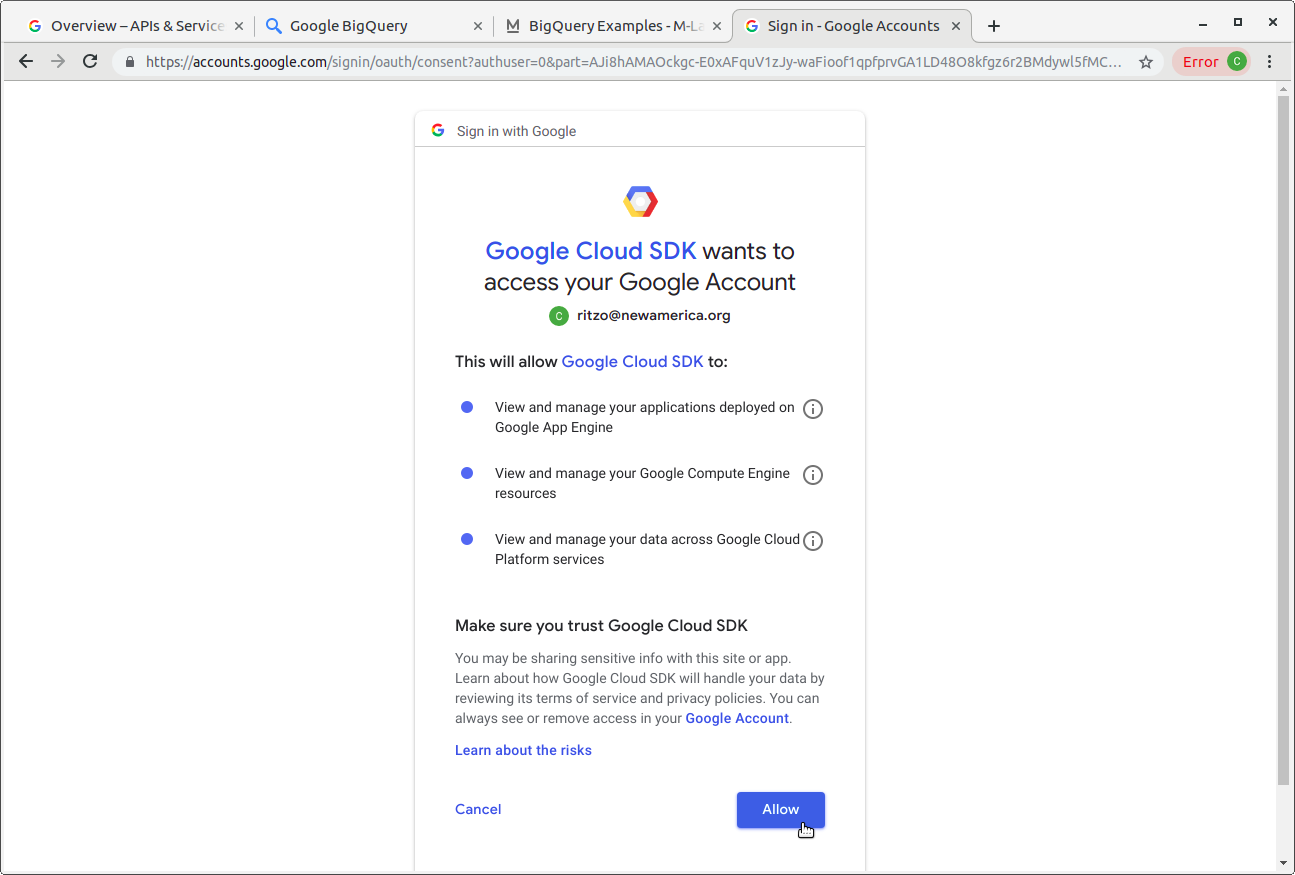 Overview – APIs & Service
Google BigQuery
BigQuery Examples - M-La
Sign in - Google Accounts
https://accounts.google.com/signin/oauth/consent?authuser=0&part=AJi8hAMAOckgc-E0xAFquV1zJy-waFioof1qpfprvGA1LD48O8kfgz6r2BMdywl5fMC...
Error C
Sign in with Google
Google Cloud SDK wants to
access your Google Account
C ritzo@newamerica.org
This will allow Google Cloud SDK to:
View and manage your applications deployed on
Google App Engine
View and manage your Google Compute Engine
resources
View and manage your data across Google Cloud
Platform services
Make sure you trust Google Cloud SDK
You may be sharing sensitive info with this site or app.
Learn about how Google Cloud SDK will handle your data by
reviewing its terms of service and privacy policies. You can
always see or remove access in your Google Account.
Learn about the risks
Cancel
Allow